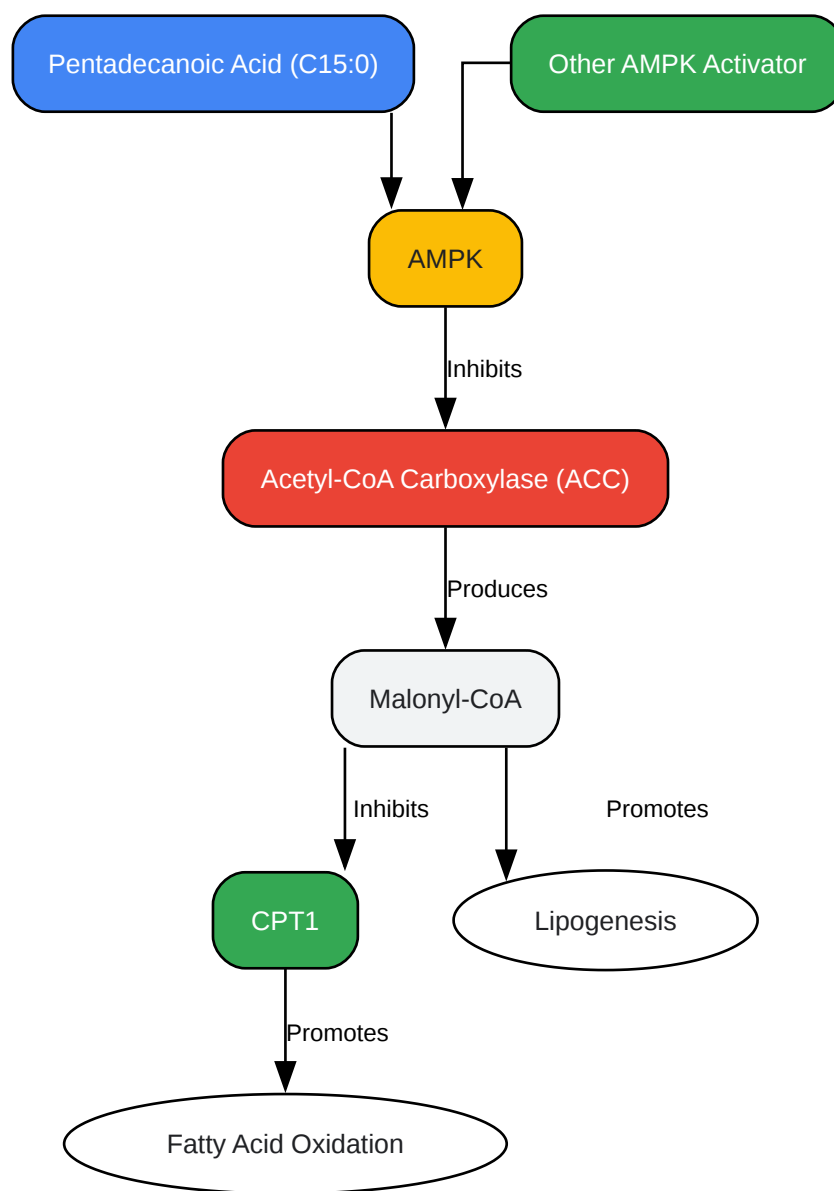 Pentadecanoic Acid (C15:0)
Other AMPK Activator
AMPK
Inhibits
Acetyl-CoA Carboxylase (ACC)
Produces
Malonyl-CoA
Inhibits
Promotes
CPT1
Lipogenesis
Promotes
Fatty Acid Oxidation